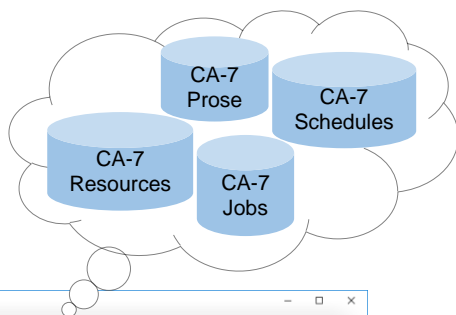 CA-7
Prose
CA-7
Schedules
CA-7
Resources
CA-7
Jobs